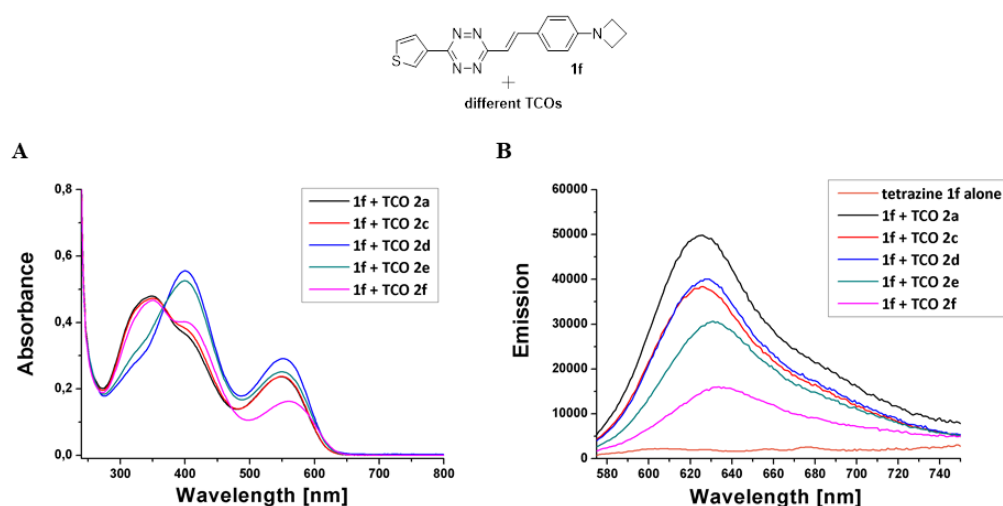 N=N
S
N
N-N
1f
+
different TCOs
A
B
0,8
0,6
0,4
0,2
0,0
Absorbance
300 400 500 600 700 800
Wavelength [nm]
1f + TCO 2a
1f + TCO 2c
1f + TCO 2d
1f + TCO 2e
1f + TCO 2f
60000
50000
40000
30000
20000
10000
0
Emission
580 600 620 640 660 680 700 720 740
Wavelength [nm]
tetrazine 1f alone
1f + TCO 2a
1f + TCO 2c
1f + TCO 2d
1f + TCO 2e
1f + TCO 2f